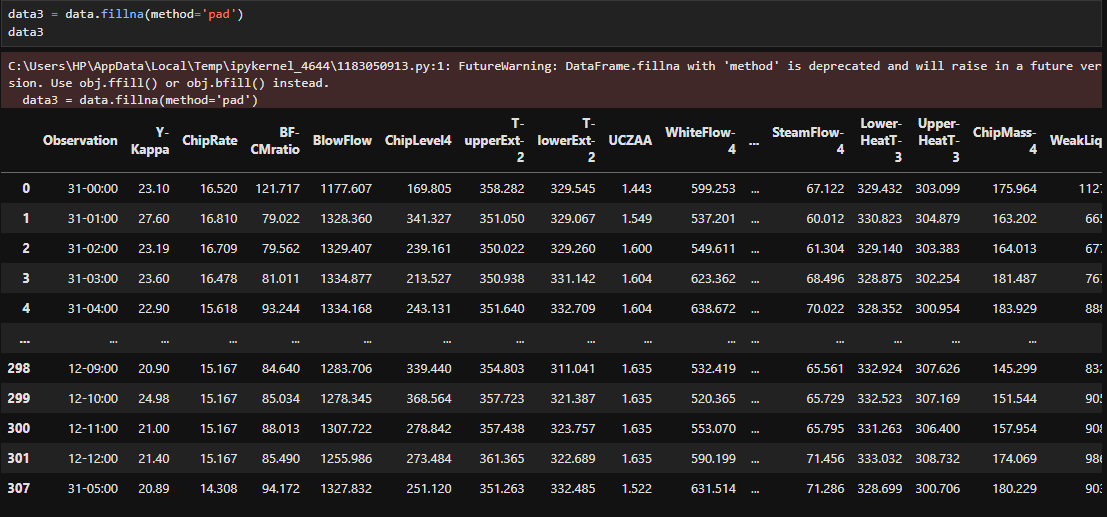 data3 = data.fillna(method='pad')
data3
C:\Users\HP\AppData\Local\Temp\ipykernel_4644\1183050913.py:1: FutureWarning: DataFrame.fillna with 'method' is deprecated and will raise in a future ver
sion. Use obj.ffill() or obj.bfill() instead.
  data3 = data.fillna(method='pad')
Observation Y-Kappa ChipRate BF-CMratio BlowFlow ChipLevel4 T-upperExt-2 T-lowerExt-2 UCZAA WhiteFlow-4 ... SteamFlow-4 Lower-HeatT-3 Upper-HeatT-3 ChipMass-4 WeakLiq
0 31-00:00 23.10 16.520 121.717 1177.607 169.805 358.282 329.545 1.443 599.253 ... 67.122 329.432 303.099 175.964 1127
1 31-01:00 27.60 16.810 79.022 1328.360 341.327 351.050 329.067 1.549 537.201 ... 60.012 330.823 304.879 163.202 665
2 31-02:00 23.19 16.709 79.562 1329.407 239.161 350.022 329.260 1.600 549.611 ... 61.304 329.140 303.383 164.013 677
3 31-03:00 23.60 16.478 81.011 1334.877 213.527 350.938 331.142 1.604 623.362 ... 68.496 328.875 302.254 181.487 767
4 31-04:00 22.90 15.618 93.244 1334.168 243.131 351.640 332.709 1.604 638.672 ... 70.022 328.352 300.954 183.929 888
... ... ... ... ... ... ... ... ... ... ... ... ... ... ... ...
298 12-09:00 20.90 15.167 84.640 1283.706 339.440 354.803 311.041 1.635 532.419 ... 65.561 332.924 307.626 145.299 832
299 12-10:00 24.98 15.167 85.034 1278.345 368.564 357.723 321.387 1.635 520.365 ... 65.729 332.523 307.169 151.544 905
300 12-11:00 21.00 15.167 88.013 1307.722 278.842 357.438 323.757 1.635 553.070 ... 65.795 331.263 306.400 157.954 908
301 12-12:00 21.40 15.167 85.490 1255.986 273.484 361.365 322.689 1.635 590.199 ... 71.456 333.032 308.732 174.069 986
307 31-05:00 20.89 14.308 94.172 1327.832 251.120 351.263 332.485 1.522 631.514 ... 71.286 328.699 300.706 180.229 903